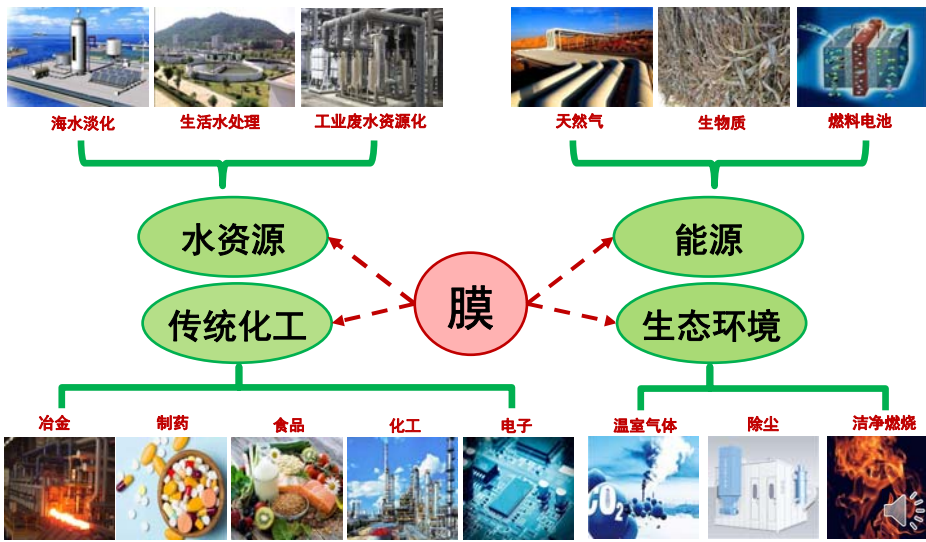 海水淡化
生活水处理
工业废水资源化
天然气
生物质
燃料电池
水资源
能源
膜
传统化工
生态环境
冶金
制药
食品
化工
电子
温室气体
除尘
洁净燃烧
CO2